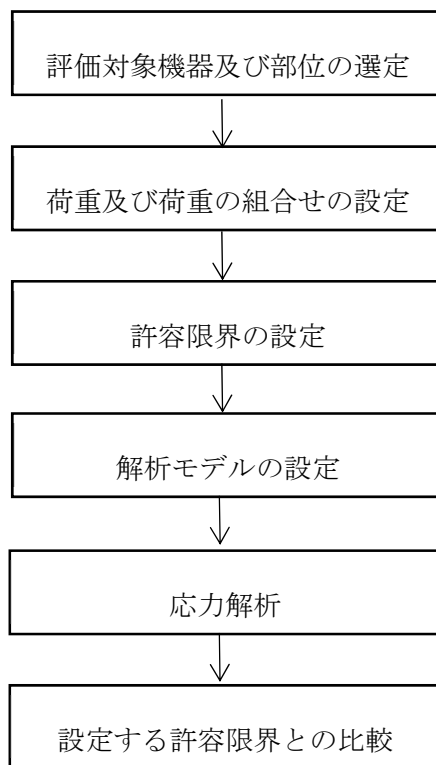 評価対象機器及び部位の選定
荷重及び荷重の組合せの設定
許容限界の設定
解析モデルの設定
応力解析
設定する許容限界との比較